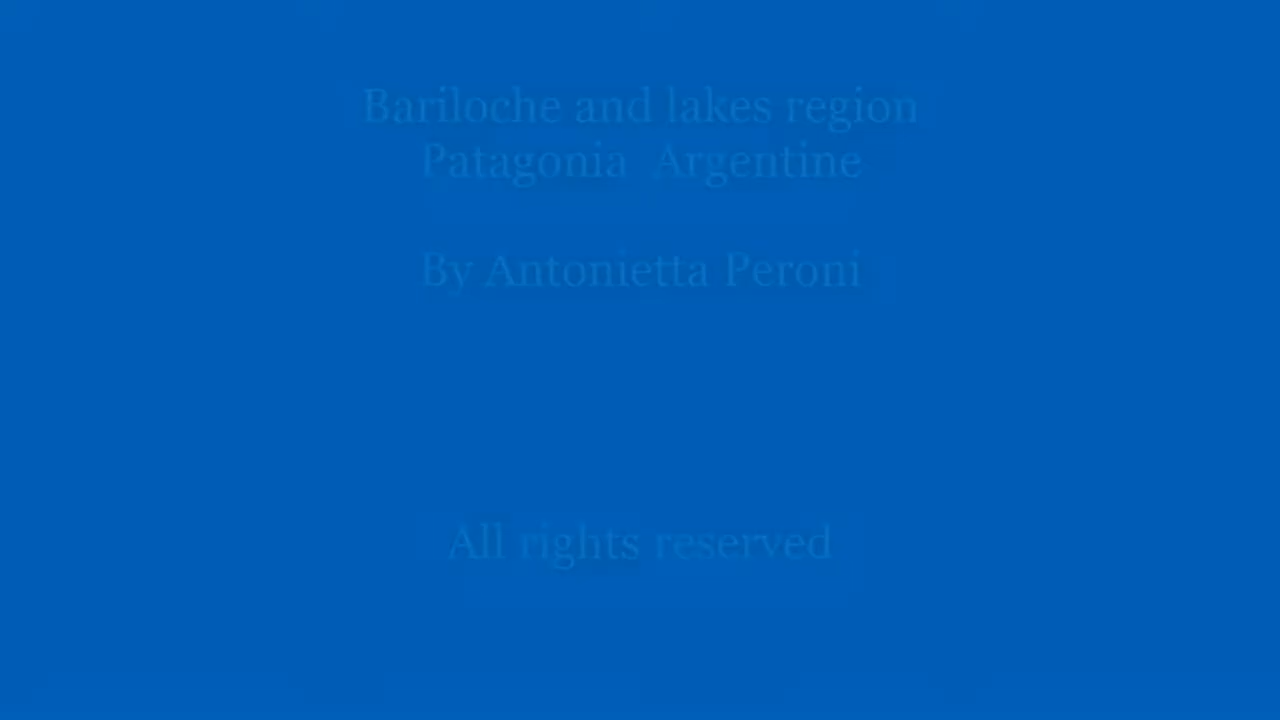 Bariloche and lakes region
Patagonia Argentine
By Antonietta Peroni
All rights reserved